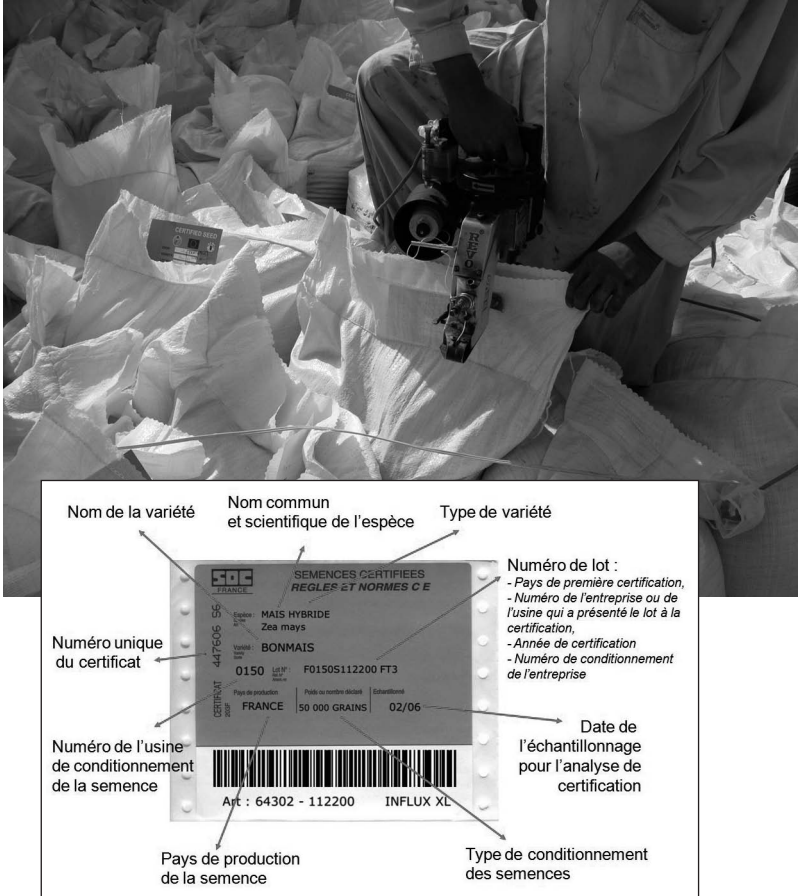 CERTIFIED SEED
REVO
Nom de la variété
Nom commun
et scientifique de l'espèce
Type de variété
Numéro de lot :
- Pays de première certification,
- Numéro de l'entreprise ou de
l'usine qui a présenté le lot à la
certification,
- Année de certification
- Numéro de conditionnement
de l'entreprise
Numéro unique
du certificat
SOC
FRANCE
SEMENCES CERTIFIEES
REGLES ET NORMES C E
447606 S6
CERTIFICAT
Espèce : MAIS HYBRIDE
Zea mays
Variété : BONMAIS
0150 Lot N° : F0150S112200 FT3
Pays de production
Poids ou nombre déclaré
Echantillonné
FRANCE
50 000 GRAINS
02/06
Art : 64302 - 112200 INFLUX XL
Numéro de l'usine
de conditionnement
de la semence
Date de
l'échantillonnage
pour l'analyse de
certification
Pays de production
de la semence
Type de conditionnement
des semences